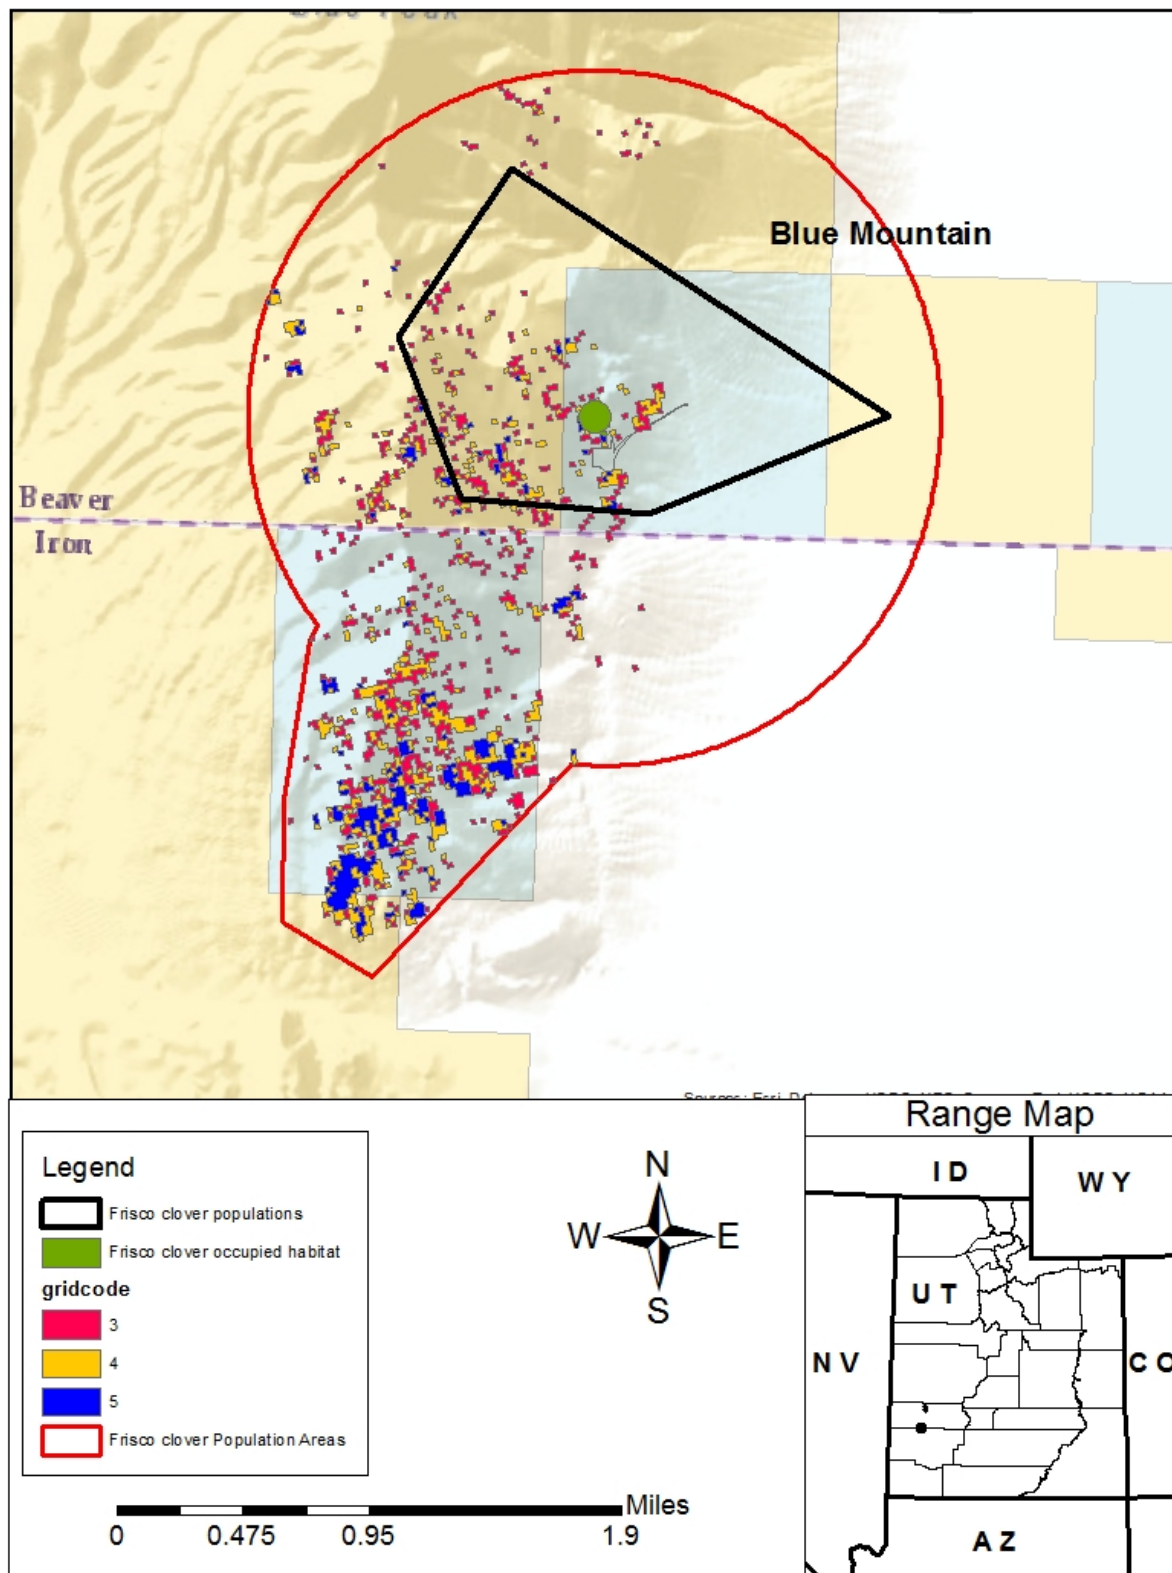 Blue Mountain
Beaver
Iron
Legend
Frisco clover populations
Frisco clover occupied habitat
gridcode
3
4
5
Frisco clover Population Areas
N
W E
S
Miles
0 0.475 0.95 1.9
Range Map
ID
WY
UT
NV
CO
AZ